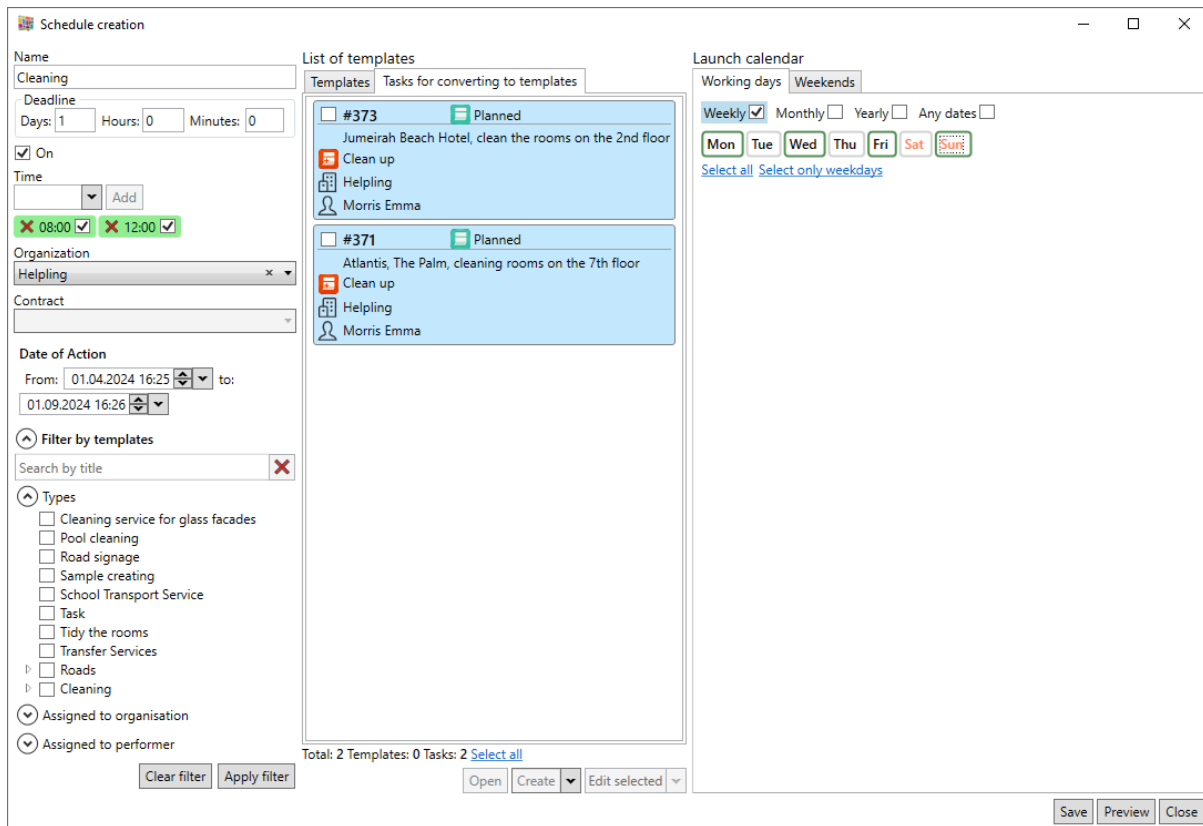 Schedule creation
Name
Cleaning
Deadline
Days: 1 Hours: 0 Minutes: 0
On
Time
Add
08:00 12:00
Organization
Helpling
Contract
Date of Action
From: 01.04.2024 16:25 to:
01.09.2024 16:26
Filter by templates
Search by title
Types
Cleaning service for glass facades
Pool cleaning
Road signage
Sample creating
School Transport Service
Task
Tidy the rooms
Transfer Services
Roads
Cleaning
Assigned to organisation
Assigned to performer
Clear filter Apply filter
List of templates
Templates Tasks for converting to templates
#373 Planned
Jumeirah Beach Hotel, clean the rooms on the 2nd floor
Clean up
Helpling
Morris Emma
#371 Planned
Atlantis, The Palm, cleaning rooms on the 7th floor
Clean up
Helpling
Morris Emma
Total: 2 Templates: 0 Tasks: 2 Select all
Open Create Edit selected
Launch calendar
Working days Weekends
Weekly Monthly Yearly Any dates
Mon Tue Wed Thu Fri Sat Sun
Select all Select only weekdays
Save Preview Close